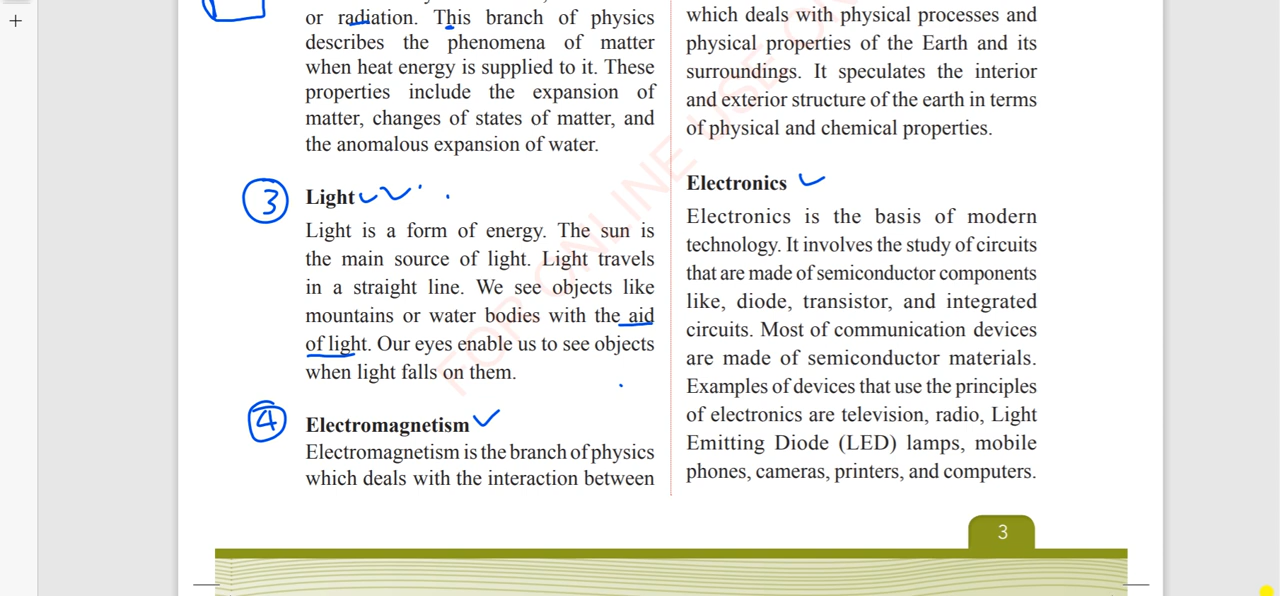 or radiation. This branch of physics
describes the phenomena of matter
when heat energy is supplied to it. These
properties include the expansion of
matter, changes of states of matter, and
the anomalous expansion of water.
3
Light
Light is a form of energy. The sun is
the main source of light. Light travels
in a straight line. We see objects like
mountains or water bodies with the aid
of light. Our eyes enable us to see objects
when light falls on them.
4
Electromagnetism
Electromagnetism is the branch of physics
which deals with the interaction between
which deals with physical processes and
physical properties of the Earth and its
surroundings. It speculates the interior
and exterior structure of the earth in terms
of physical and chemical properties.
Electronics
Electronics is the basis of modern
technology. It involves the study of circuits
that are made of semiconductor components
like, diode, transistor, and integrated
circuits. Most of communication devices
are made of semiconductor materials.
Examples of devices that use the principles
of electronics are television, radio, Light
Emitting Diode (LED) lamps, mobile
phones, cameras, printers, and computers.
3
FOR ONLINE USE ON